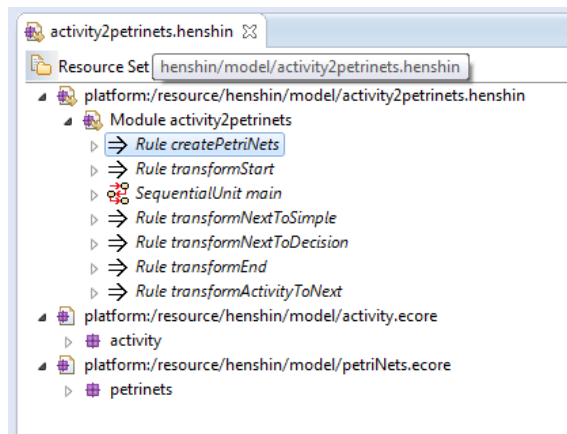 activity2petrinets.henshin
Resource Set henshin/model/activity2petrinets.henshin
platform:/resource/henshin/model/activity2petrinets.henshin
Module activity2petrinets
Rule createPetriNets
Rule transformStart
SequentialUnit main
Rule transformNextToSimple
Rule transformNextToDecision
Rule transformEnd
Rule transformActivityToNext
platform:/resource/henshin/model/activity.ecore
activity
platform:/resource/henshin/model/petriNets.ecore
petrinets